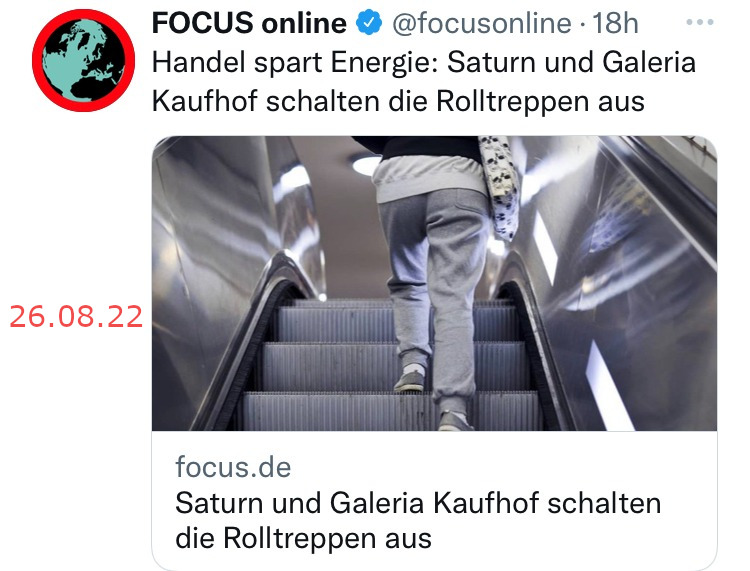 FOCUS online @focusonline · 18h
Handel spart Energie: Saturn und Galeria
Kaufhof schalten die Rolltreppen aus
26.08.22
focus.de
Saturn und Galeria Kaufhof schalten
die Rolltreppen aus